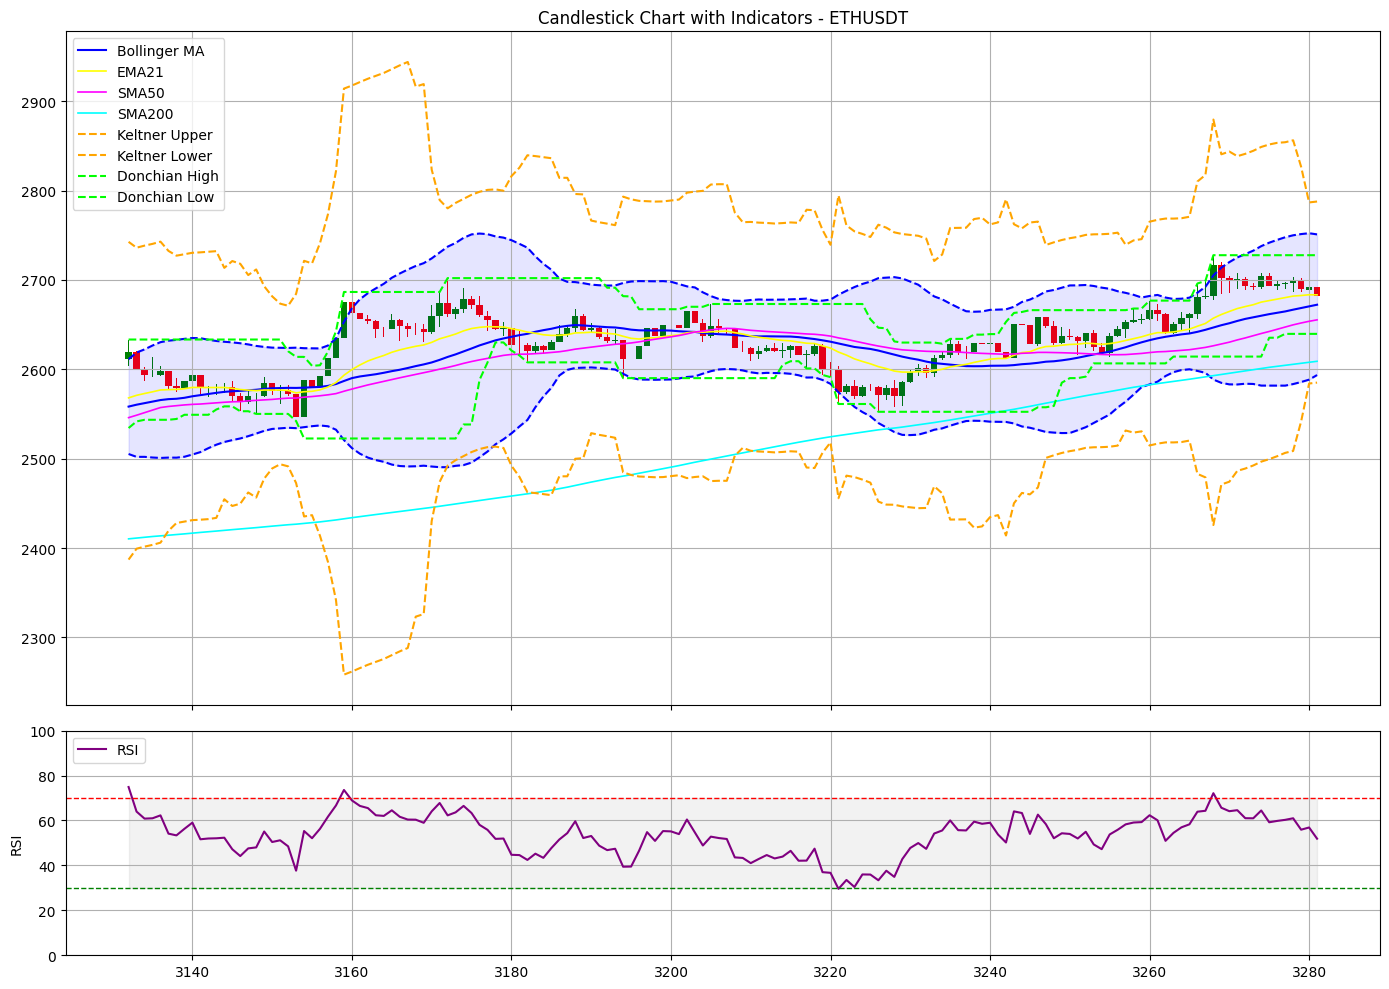 Candlestick Chart with Indicators - ETHUSDT
Bollinger MA
EMA21
SMA50
SMA200
Keltner Upper
Keltner Lower
Donchian High
Donchian Low
2900
2800
2700
2600
2500
2400
2300
RSI
100
80
60
40
20
0
RSI
3140 3160 3180 3200 3220 3240 3260 3280